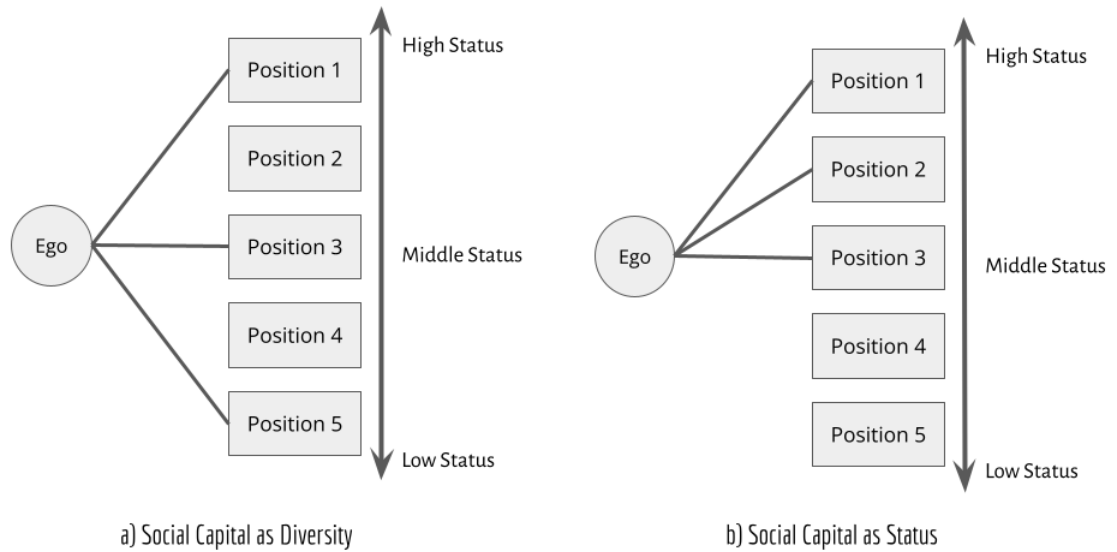 High Status
Position 1
Position 2
Ego
Position 3
Middle Status
Position 4
Position 5
Low Status
a) Social Capital as Diversity
High Status
Position 1
Position 2
Ego
Position 3
Middle Status
Position 4
Position 5
Low Status
b) Social Capital as Status